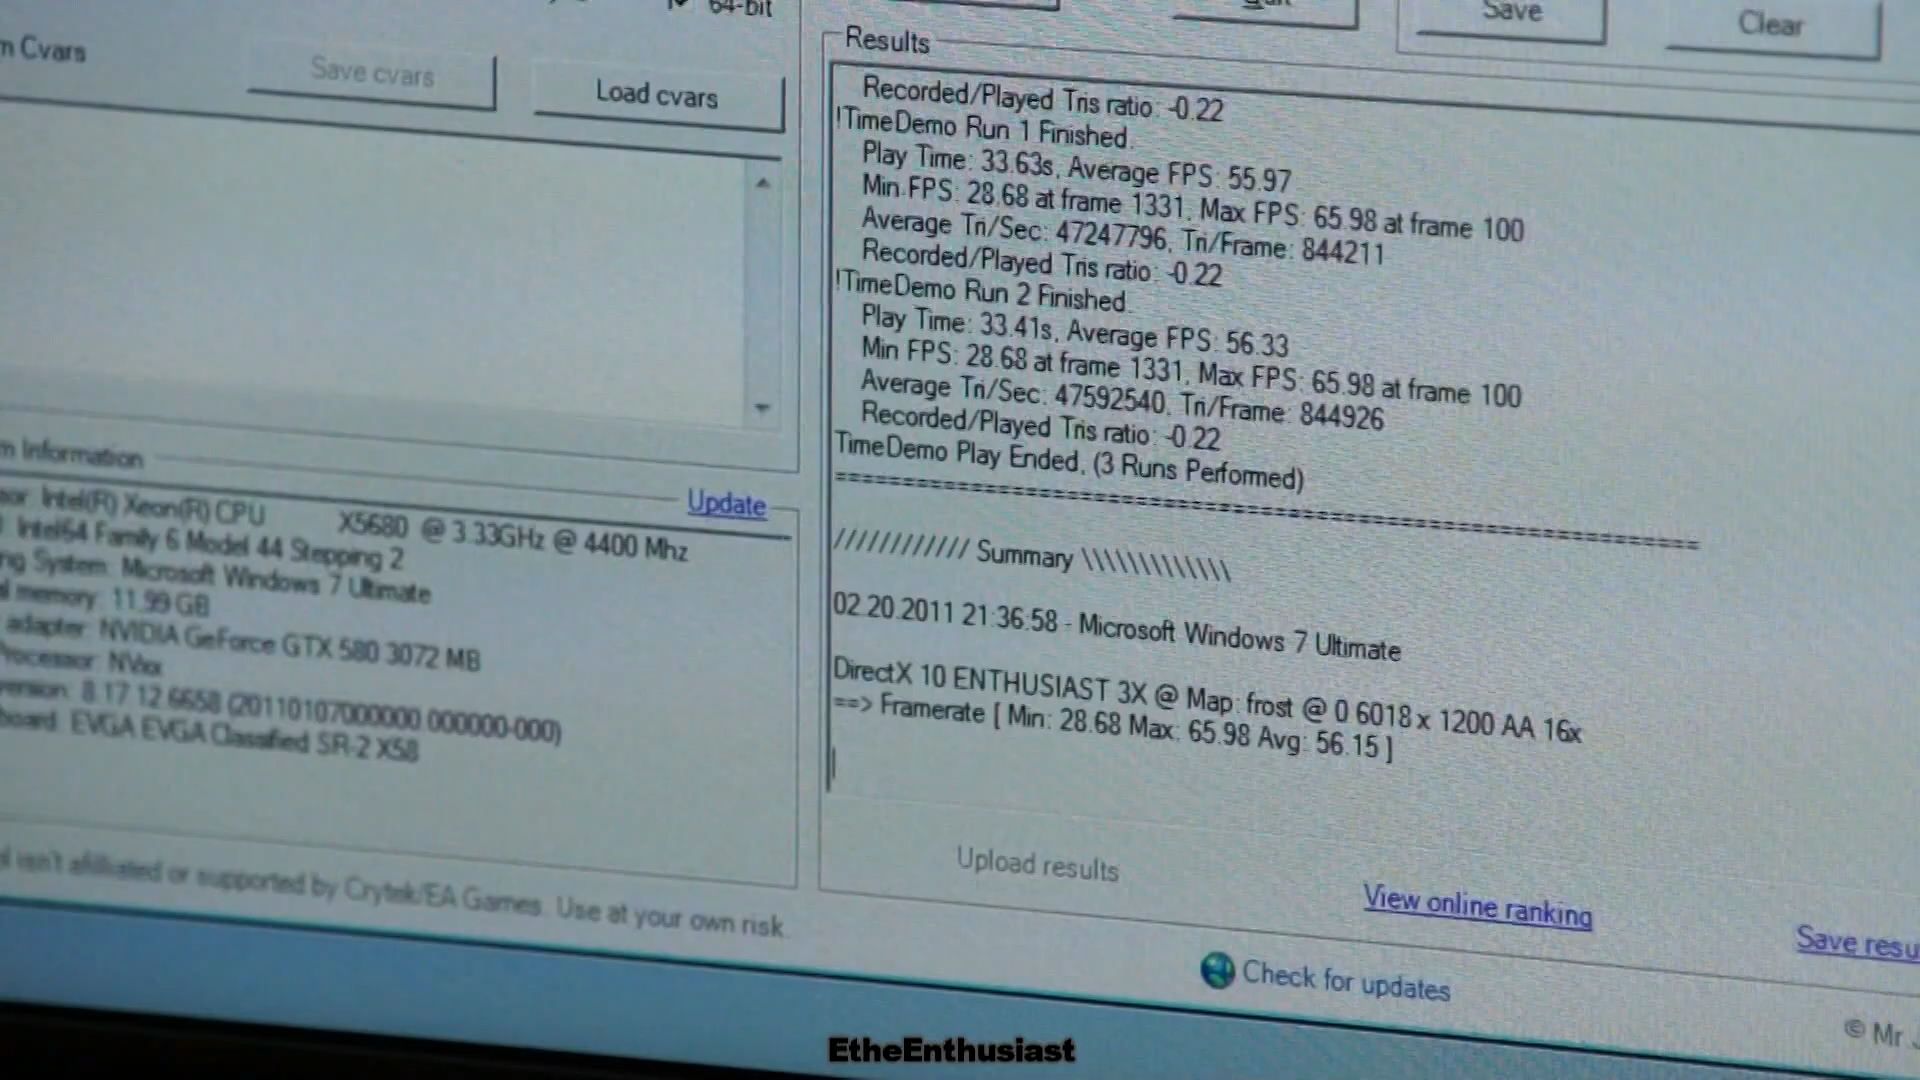 64-bit
Save
Clear
Cvars
Save cvars
Load cvars
Results
Recorded/Played Tris ratio: -0.22
!TimeDemo Run 1 Finished.
Play Time: 33.63s, Average FPS: 55.97
Min FPS: 28.68 at frame 1331, Max FPS: 65.98 at frame 100
Average Tri/Sec: 47247796, Tri/Frame: 844211
Recorded/Played Tris ratio: -0.22
!TimeDemo Run 2 Finished.
Play Time: 33.41s, Average FPS: 56.33
Min FPS: 28.68 at frame 1331, Max FPS: 65.98 at frame 100
Average Tri/Sec: 47592540, Tri/Frame: 844926
Recorded/Played Tris ratio: -0.22
TimeDemo Play Ended, (3 Runs Performed)
==============================================================
//////////// Summary \\\\\\\\\\\\\
02.20.2011 21:36:58 - Microsoft Windows 7 Ultimate
DirectX 10 ENTHUSIAST 3X @ Map: frost @ 0 6018 x 1200 AA 16x
==> Framerate [ Min: 28.68 Max: 65.98 Avg: 56.15 ]
Information
Update
Intel(R) Xeon(R) CPU X5680 @ 3.33GHz @ 4400 Mhz
Intel64 Family 6 Model 44 Stepping 2
System: Microsoft Windows 7 Ultimate
memory: 11.99 GB
adapter: NVIDIA GeForce GTX 580 3072 MB
NVxx
8.17.12.6658 (20110107000000.000000-000)
EVGA EVGA Classified SR-2 X58
isn't affiliated or supported by Crytek/EA Games. Use at your own risk.
Upload results
View online ranking
Save resu
Check for updates
© Mr
EtheEnthusiast